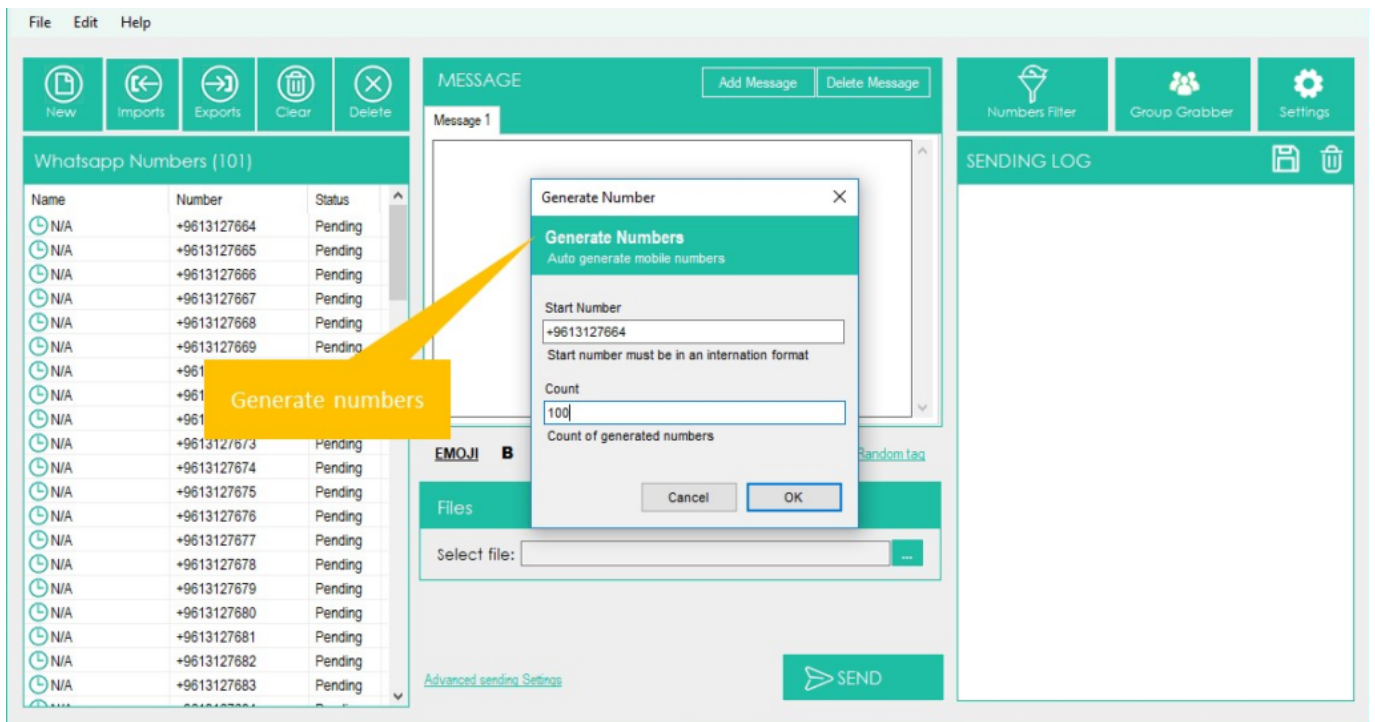 File Edit Help
New Imports Exports Clear Delete
MESSAGE Add Message Delete Message
Message 1
Numbers Filter Group Grabber Settings
Whatsapp Numbers (101)
Name Number Status
N/A +9613127664 Pending
N/A +9613127665 Pending
N/A +9613127666 Pending
N/A +9613127667 Pending
N/A +9613127668 Pending
N/A +9613127669 Pending
N/A +961
N/A +961
N/A +961
N/A +9613127673 Pending
N/A +9613127674 Pending
N/A +9613127675 Pending
N/A +9613127676 Pending
N/A +9613127677 Pending
N/A +9613127678 Pending
N/A +9613127679 Pending
N/A +9613127680 Pending
N/A +9613127681 Pending
N/A +9613127682 Pending
N/A +9613127683 Pending
Generate numbers
Generate Number
Generate Numbers
Auto generate mobile numbers
Start Number
+9613127664
Start number must be in an internation format
Count
100
Count of generated numbers
Cancel OK
EMOJI B Random tag
Files
Select file: ...
Advanced sending Settings
SEND
SENDING LOG